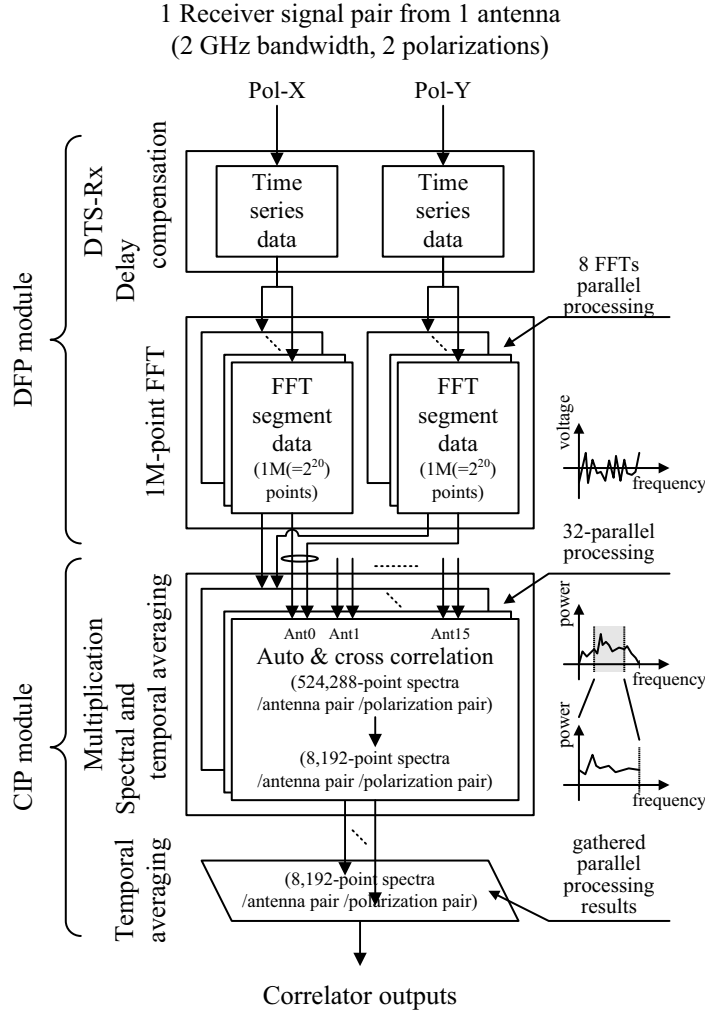 1 Receiver signal pair from 1 antenna
(2 GHz bandwidth, 2 polarizations)
Pol-X
Pol-Y
DFP module
DTS-Rx
Delay
compensation
Time
series
data
Time
series
data
8 FFTs
parallel
processing
1M-point FFT
FFT
segment
data
(1M(=2²⁰)
points)
FFT
segment
data
(1M(=2²⁰)
points)
voltage
frequency
32-parallel
processing
CIP module
Multiplication
Spectral and
temporal averaging
Ant0
Ant1
Ant15
Auto & cross correlation
(524,288-point spectra
/antenna pair /polarization pair)
(8,192-point spectra
/antenna pair /polarization pair)
power
frequency
power
frequency
Temporal
averaging
(8,192-point spectra
/antenna pair /polarization pair)
gathered
parallel
processing
results
Correlator outputs